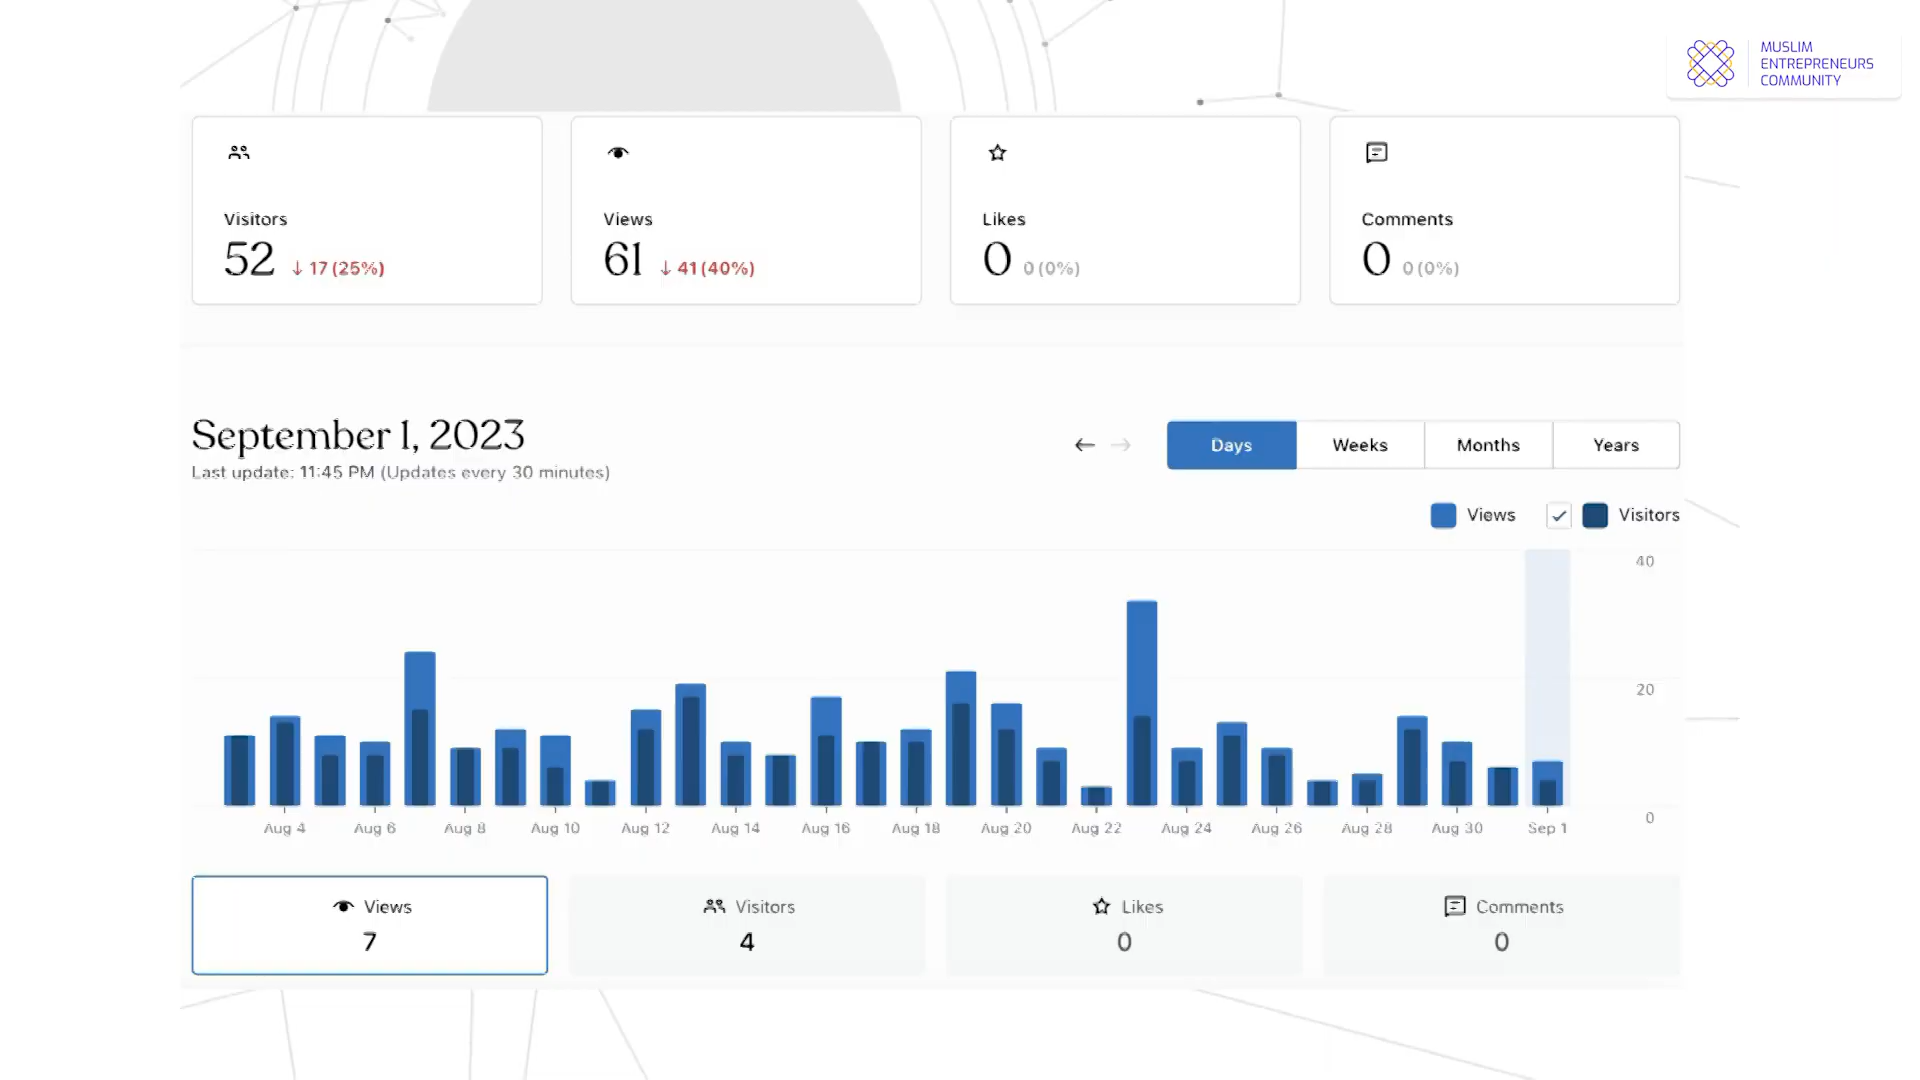 MUSLIM
ENTREPRENEURS
COMMUNITY
Visitors
52 ↓ 17 (25%)
Views
61 ↓ 41 (40%)
Likes
0 0 (0%)
Comments
0 0 (0%)
September 1, 2023
Last update: 11:45 PM (Updates every 30 minutes)
← →
Days Weeks Months Years
Views Visitors
40
20
0
Aug 4 Aug 6 Aug 8 Aug 10 Aug 12 Aug 14 Aug 16 Aug 18 Aug 20 Aug 22 Aug 24 Aug 26 Aug 28 Aug 30 Sep 1
Views
7
Visitors
4
Likes
0
Comments
0